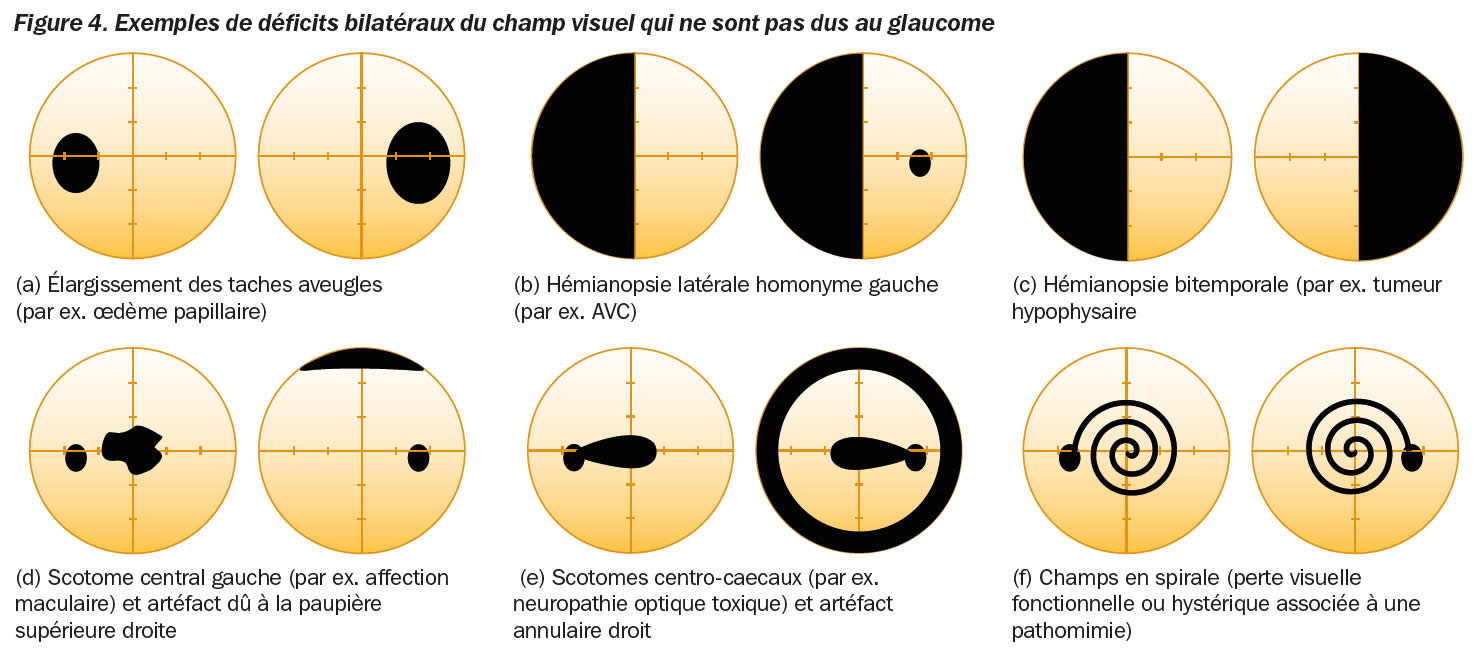 Figure 4. Exemples de déficits bilatéraux du champ visuel qui ne sont pas dus au glaucome
(a) Élargissement des taches aveugles
(par ex. œdème papillaire)
(b) Hémianopsie latérale homonyme gauche
(par ex. AVC)
(c) Hémianopsie bitemporale (par ex. tumeur
hypophysaire
(d) Scotome central gauche (par ex. affection
maculaire) et artéfact dû à la paupière
supérieure droite
(e) Scotomes centro-caecaux (par ex.
neuropathie optique toxique) et artéfact
annulaire droit
(f) Champs en spirale (perte visuelle
fonctionnelle ou hystérique associée à une
pathomimie)